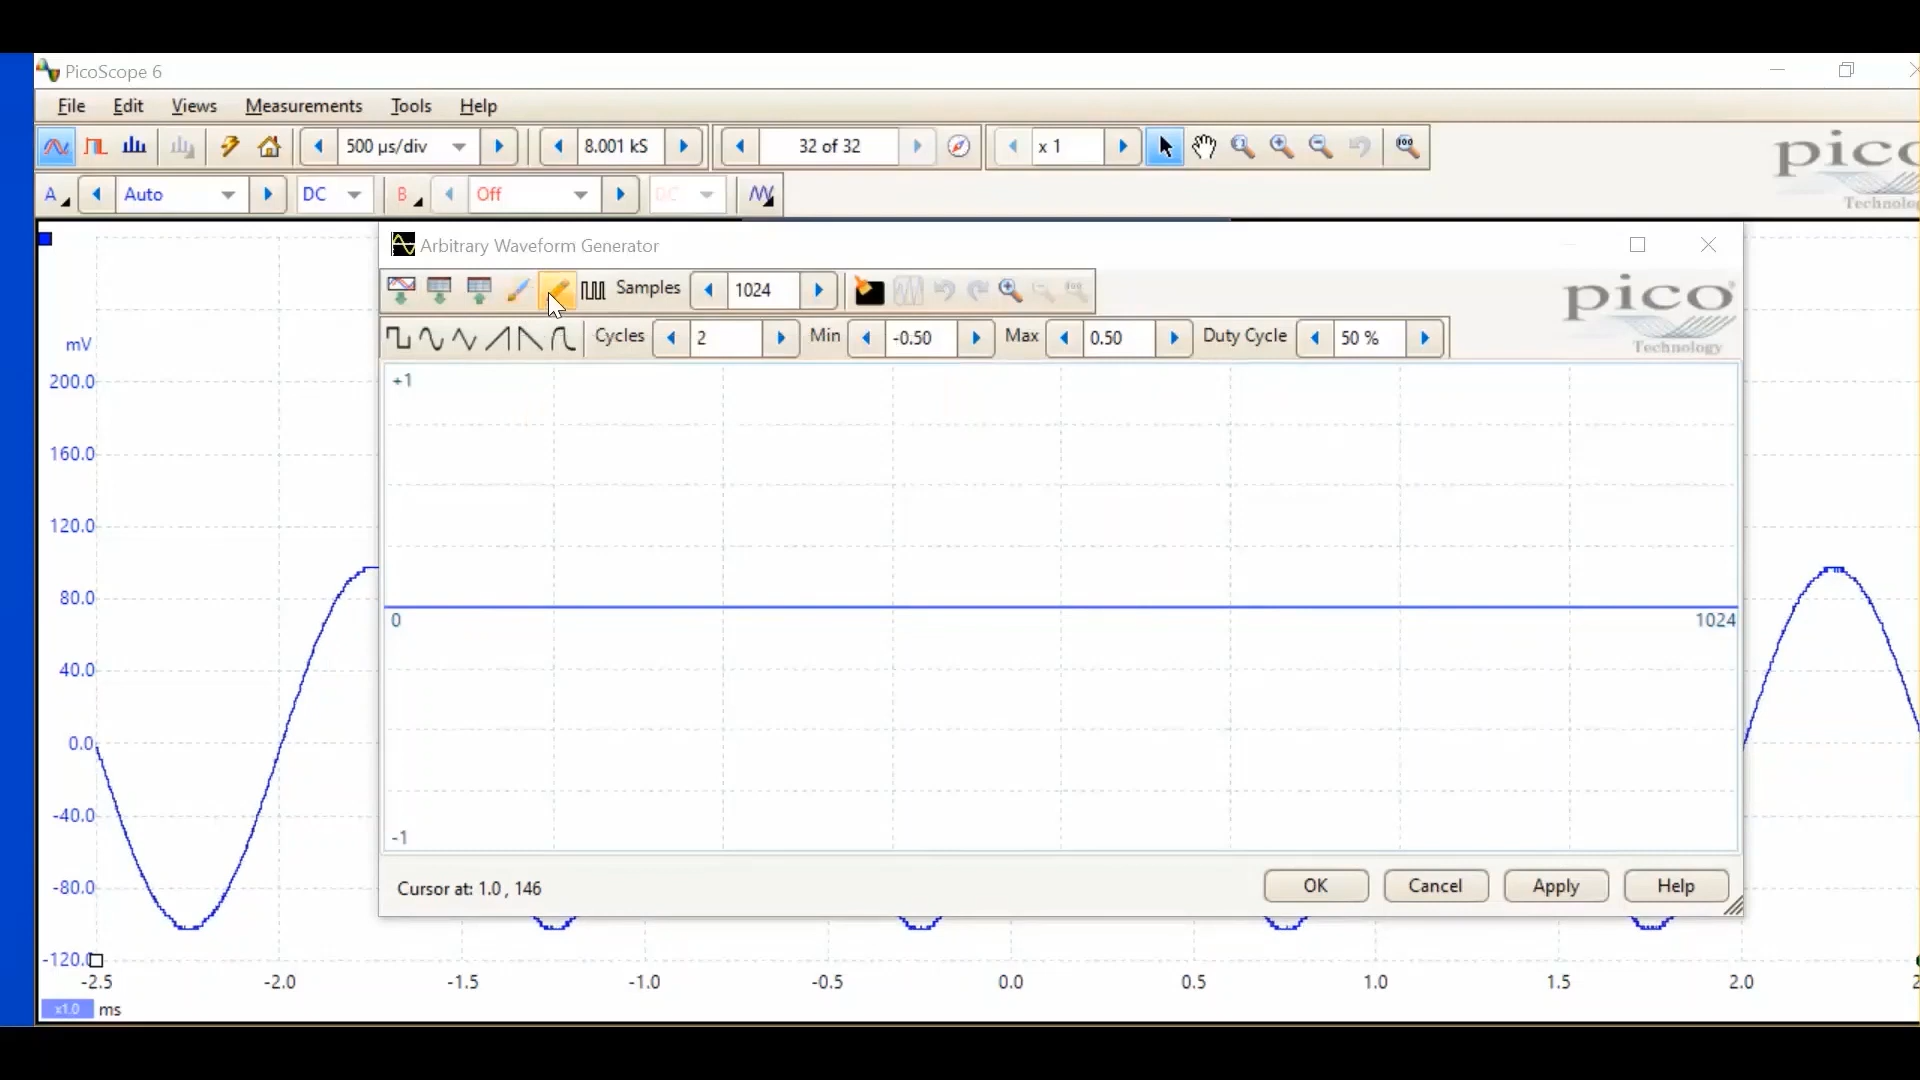 PicoScope 6
File Edit Views Measurements Tools Help
500 µs/div 8.001 kS 32 of 32 x 1
A Auto DC B Off DC
pico
Technolo
Arbitrary Waveform Generator
Samples 1024
Cycles 2 Min -0.50 Max 0.50 Duty Cycle 50 %
pico
Technology
+1
0 1024
-1
Cursor at: 1.0 , 146
OK Cancel Apply Help
mV
200.0
160.0
120.0
80.0
40.0
0.0
-40.0
-80.0
-120.0
-2.5 -2.0 -1.5 -1.0 -0.5 0.0 0.5 1.0 1.5 2.0 2
x1.0 ms